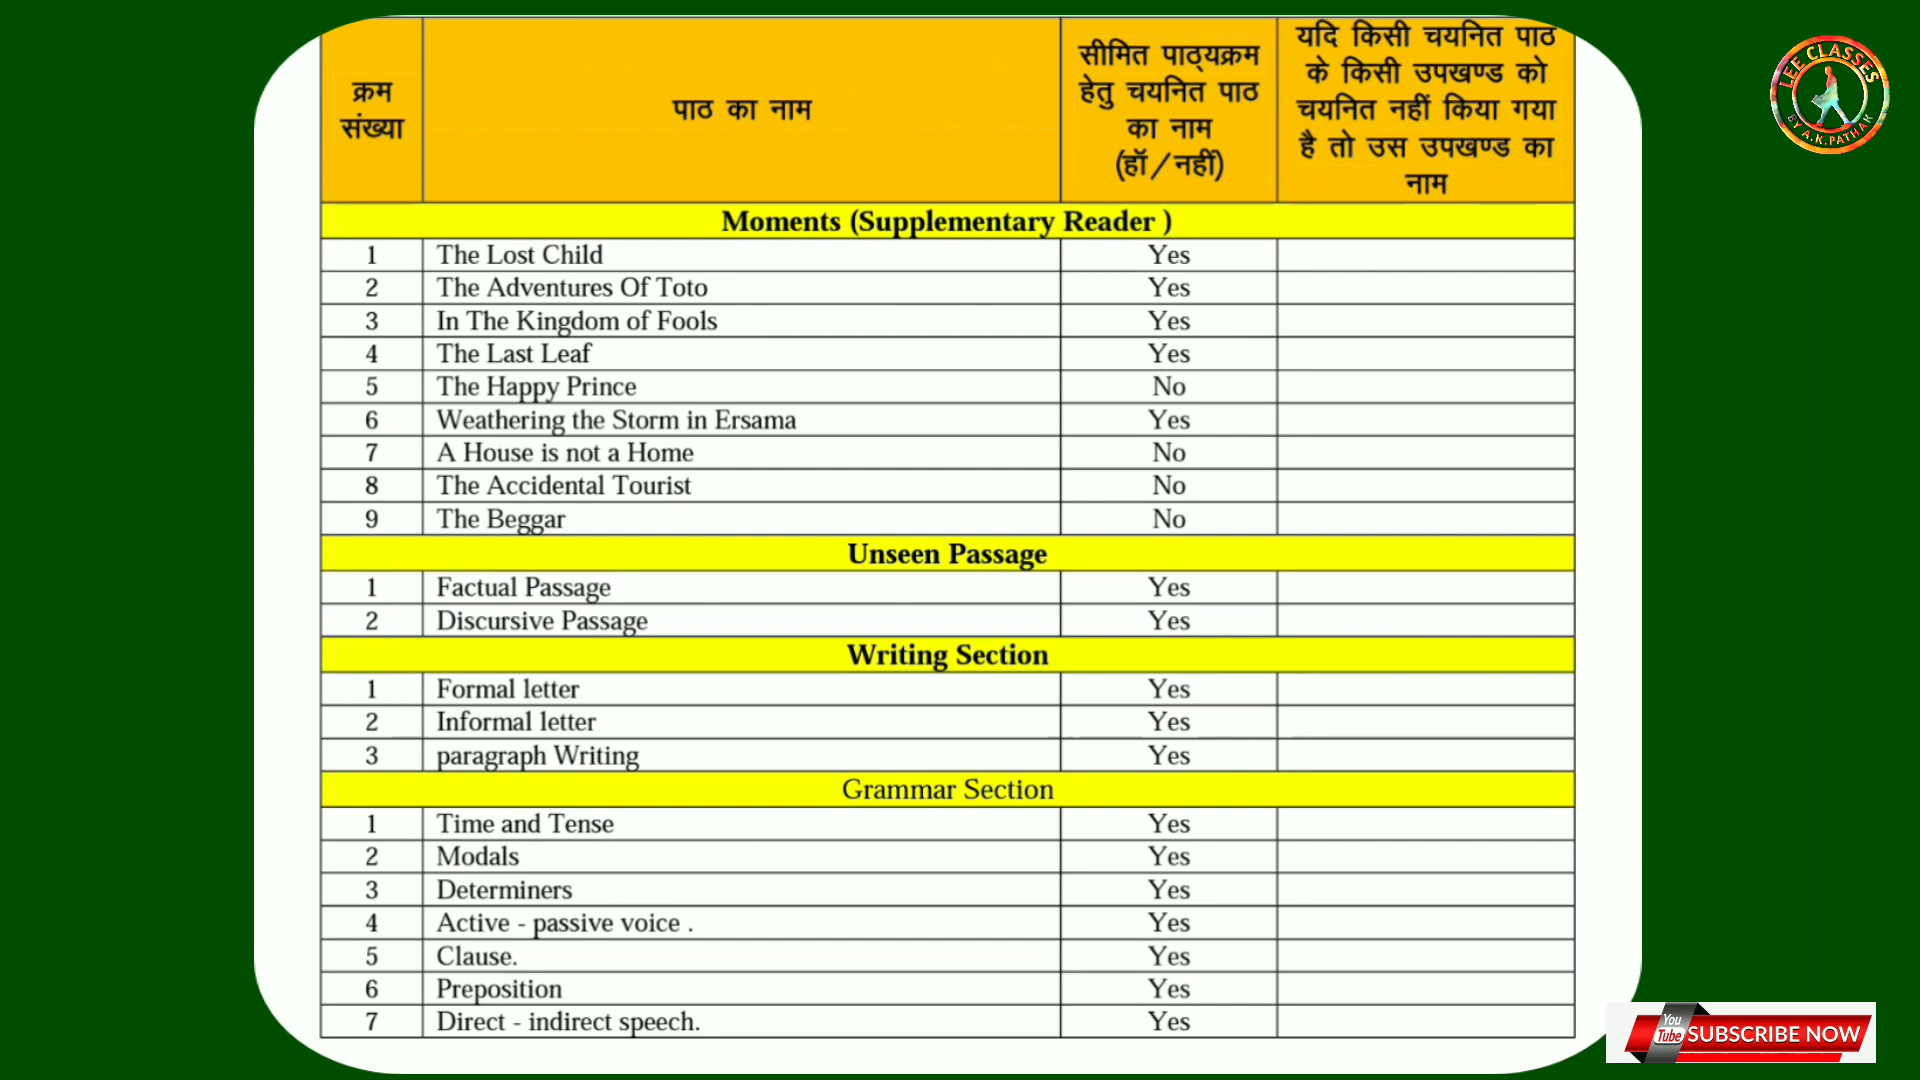 क्रम संख्या
पाठ का नाम
सीमित पाठ्यक्रम हेतु चयनित पाठ का नाम (हॉ/नहीं)
यदि किसी चयनित पाठ के किसी उपखण्ड को चयनित नहीं किया गया है तो उस उपखण्ड का नाम
Moments (Supplementary Reader )
1 The Lost Child Yes
2 The Adventures Of Toto Yes
3 In The Kingdom of Fools Yes
4 The Last Leaf Yes
5 The Happy Prince No
6 Weathering the Storm in Ersama Yes
7 A House is not a Home No
8 The Accidental Tourist No
9 The Beggar No
Unseen Passage
1 Factual Passage Yes
2 Discursive Passage Yes
Writing Section
1 Formal letter Yes
2 Informal letter Yes
3 paragraph Writing Yes
Grammar Section
1 Time and Tense Yes
2 Modals Yes
3 Determiners Yes
4 Active - passive voice . Yes
5 Clause. Yes
6 Preposition Yes
7 Direct - indirect speech. Yes
LEE CLASSES
BY A.K.PATHAK
You Tube SUBSCRIBE NOW